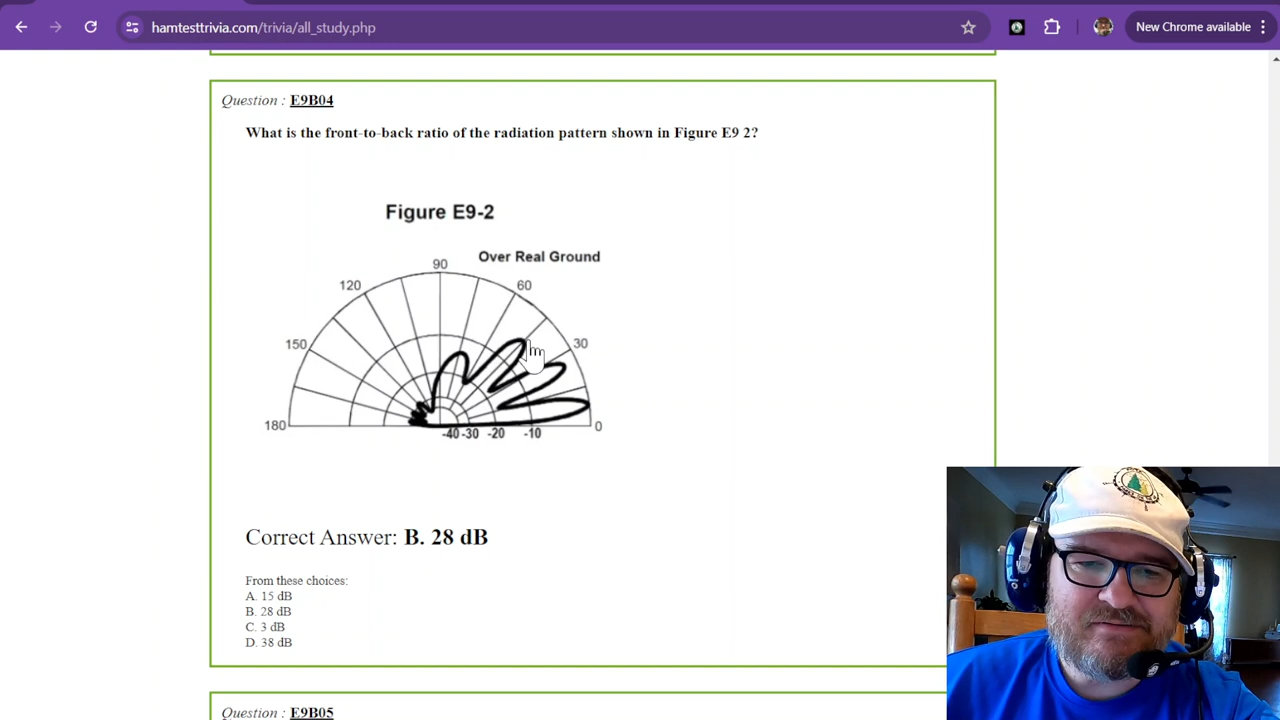 hamtesttrivia.com/trivia/all_study.php
New Chrome available
Question : E9B04
What is the front-to-back ratio of the radiation pattern shown in Figure E9 2?
Figure E9-2
Over Real Ground
90
120
60
150
30
180
0
-40 -30 -20 -10
Correct Answer: B. 28 dB
From these choices:
A. 15 dB
B. 28 dB
C. 3 dB
D. 38 dB
Question : E9B05